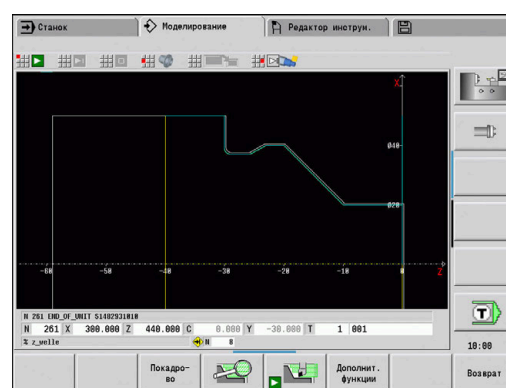 Станок
Моделирование
Редактор инструм.
X
Ø40
Ø20
-60 -50 -40 -30 -20 -10 0 Z
N 261 END_OF_UNIT 51482931010
N 261 X 300.000 Z 440.000 C 0.000 Y -30.000 T 1 001
% z_welle N 8
T
10:00
Покадро-
во
Дополнит.
функции
Возврат